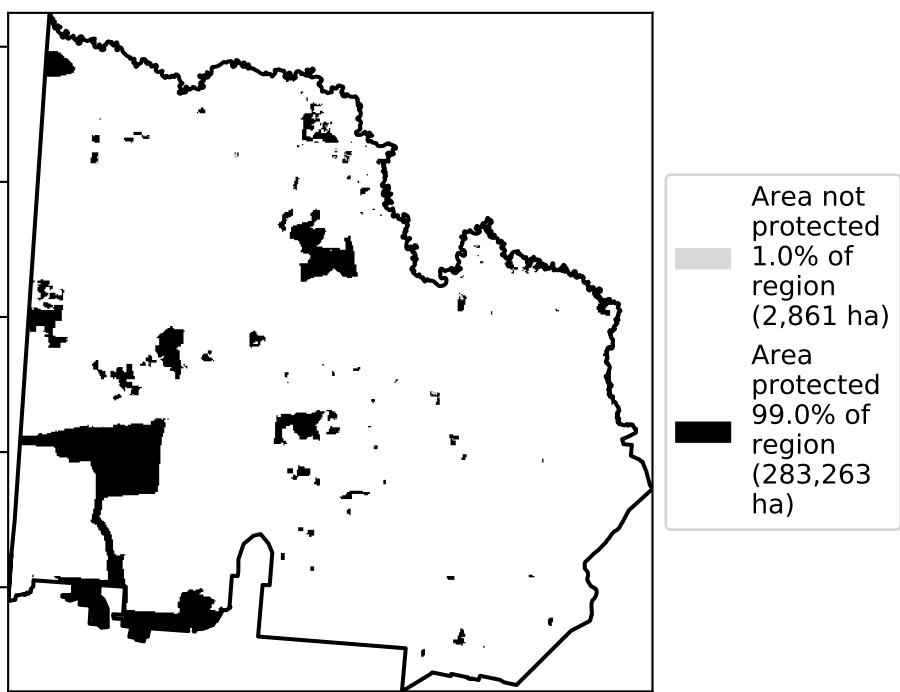 Area not
protected
1.0% of
region
(2,861 ha)
Area
protected
99.0% of
region
(283,263
ha)